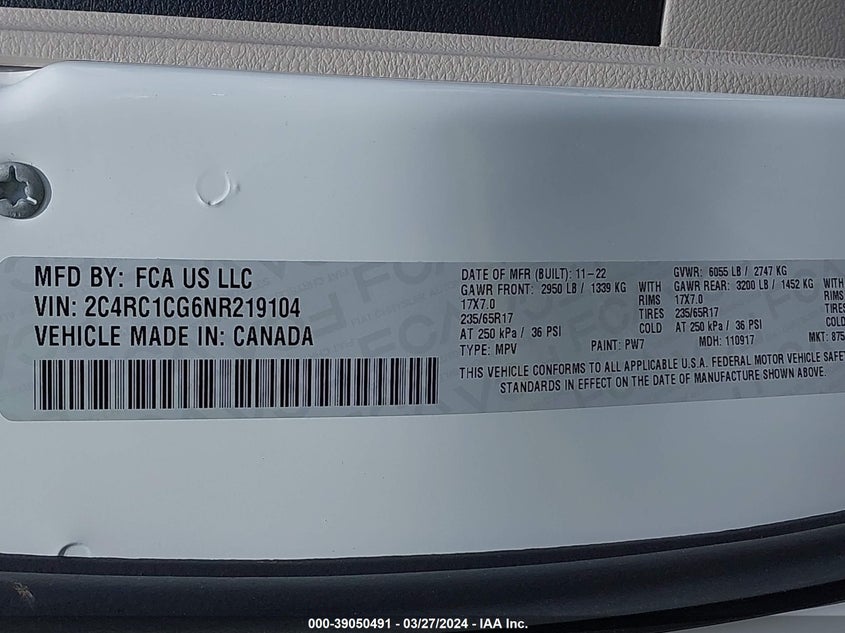 MFD BY: FCA US LLC
VIN: 2C4RC1CG6NR219104
VEHICLE MADE IN: CANADA
DATE OF MFR (BUILT): 11-22 GVWR: 6055 LB / 2747 KG
GAWR FRONT: 2950 LB / 1339 KG WITH GAWR REAR: 3200 LB / 1452 KG WITH
17X7.0 RIMS 17X7.0 RIMS
235/65R17 TIRES 235/65R17 TIRES
AT 250 kPa / 36 PSI COLD AT 250 kPa / 36 PSI COLD
TYPE: MPV PAINT: PW7 MDH: 110917 MKT: 875
THIS VEHICLE CONFORMS TO ALL APPLICABLE U.S.A. FEDERAL MOTOR VEHICLE SAFE
STANDARDS IN EFFECT ON THE DATE OF MANUFACTURE SHOWN ABOVE.
000-39050491 - 03/27/2024 - IAA Inc.